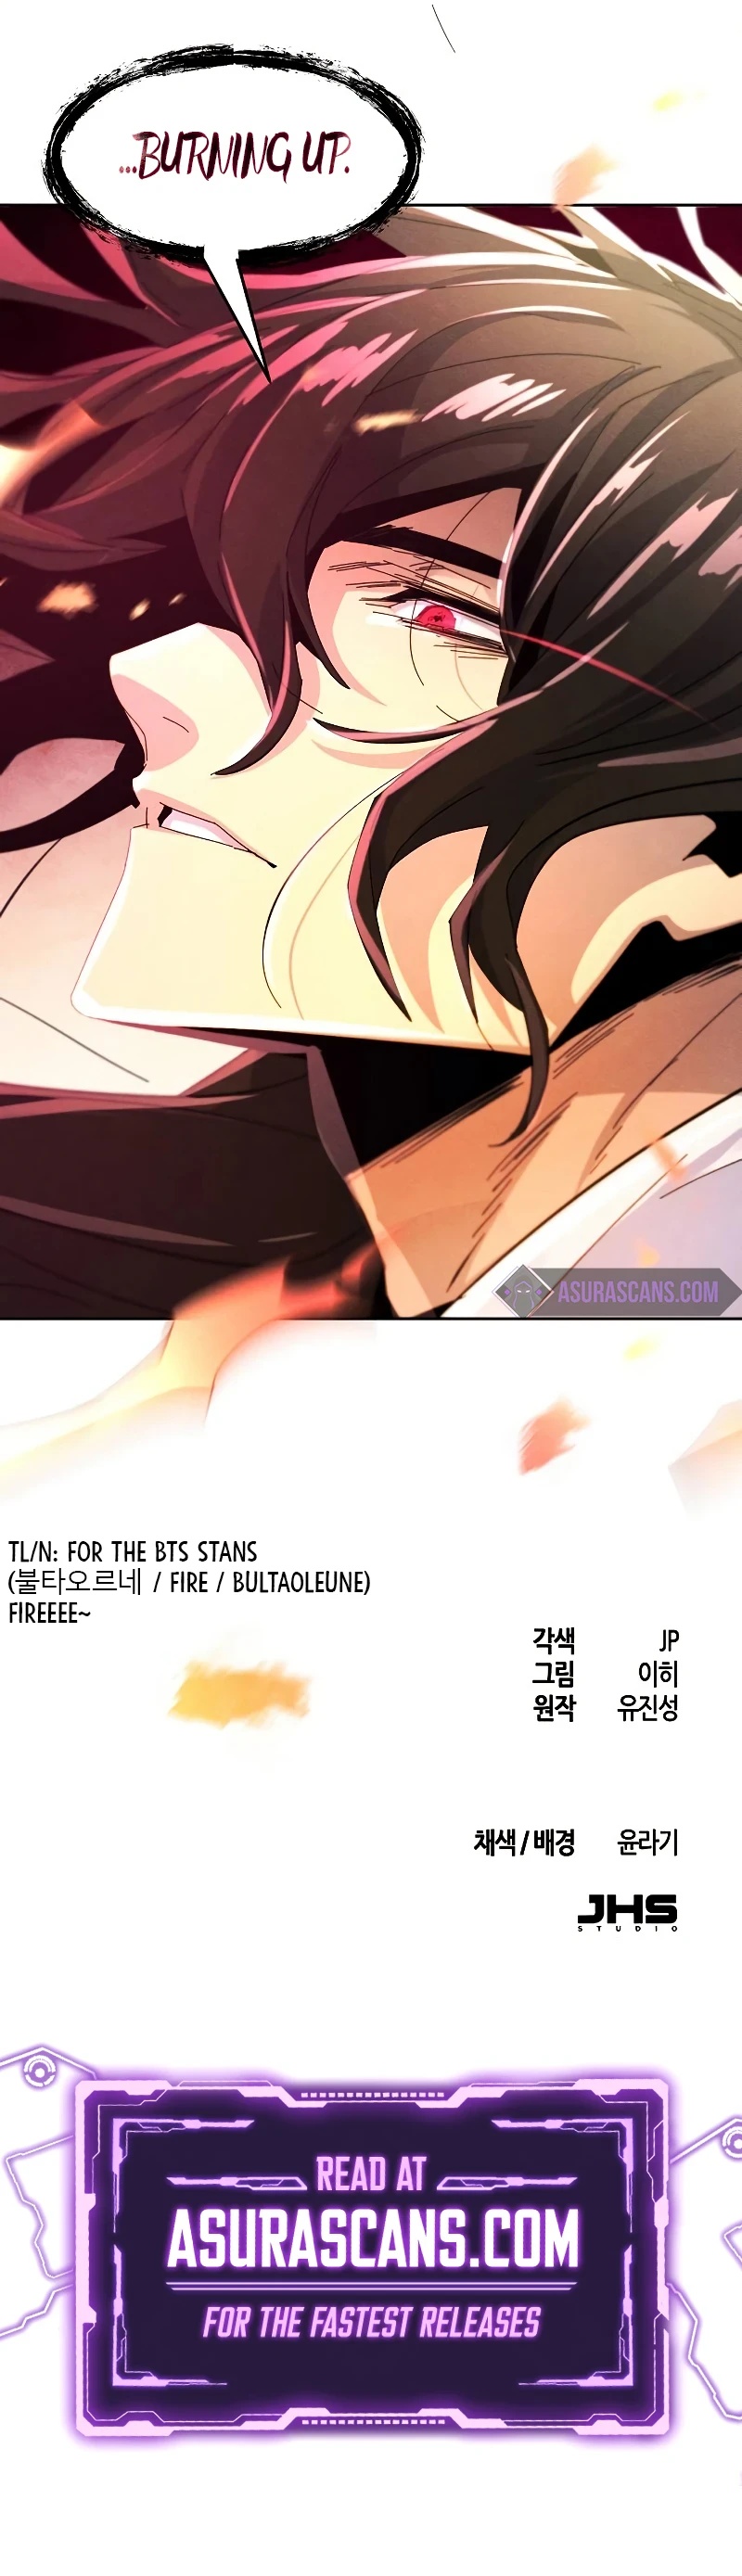 ...BURNING UP.
ASURASCANS.COM
TL/N: FOR THE BTS STANS
(불타오르네 / FIRE / BULTAOLEUNE)
FIREEEE~
각색 JP
그림 이히
원작 유진성
채색 / 배경 윤라기
JHS
STUDIO
READ AT
ASURASCANS.COM
FOR THE FASTEST RELEASES